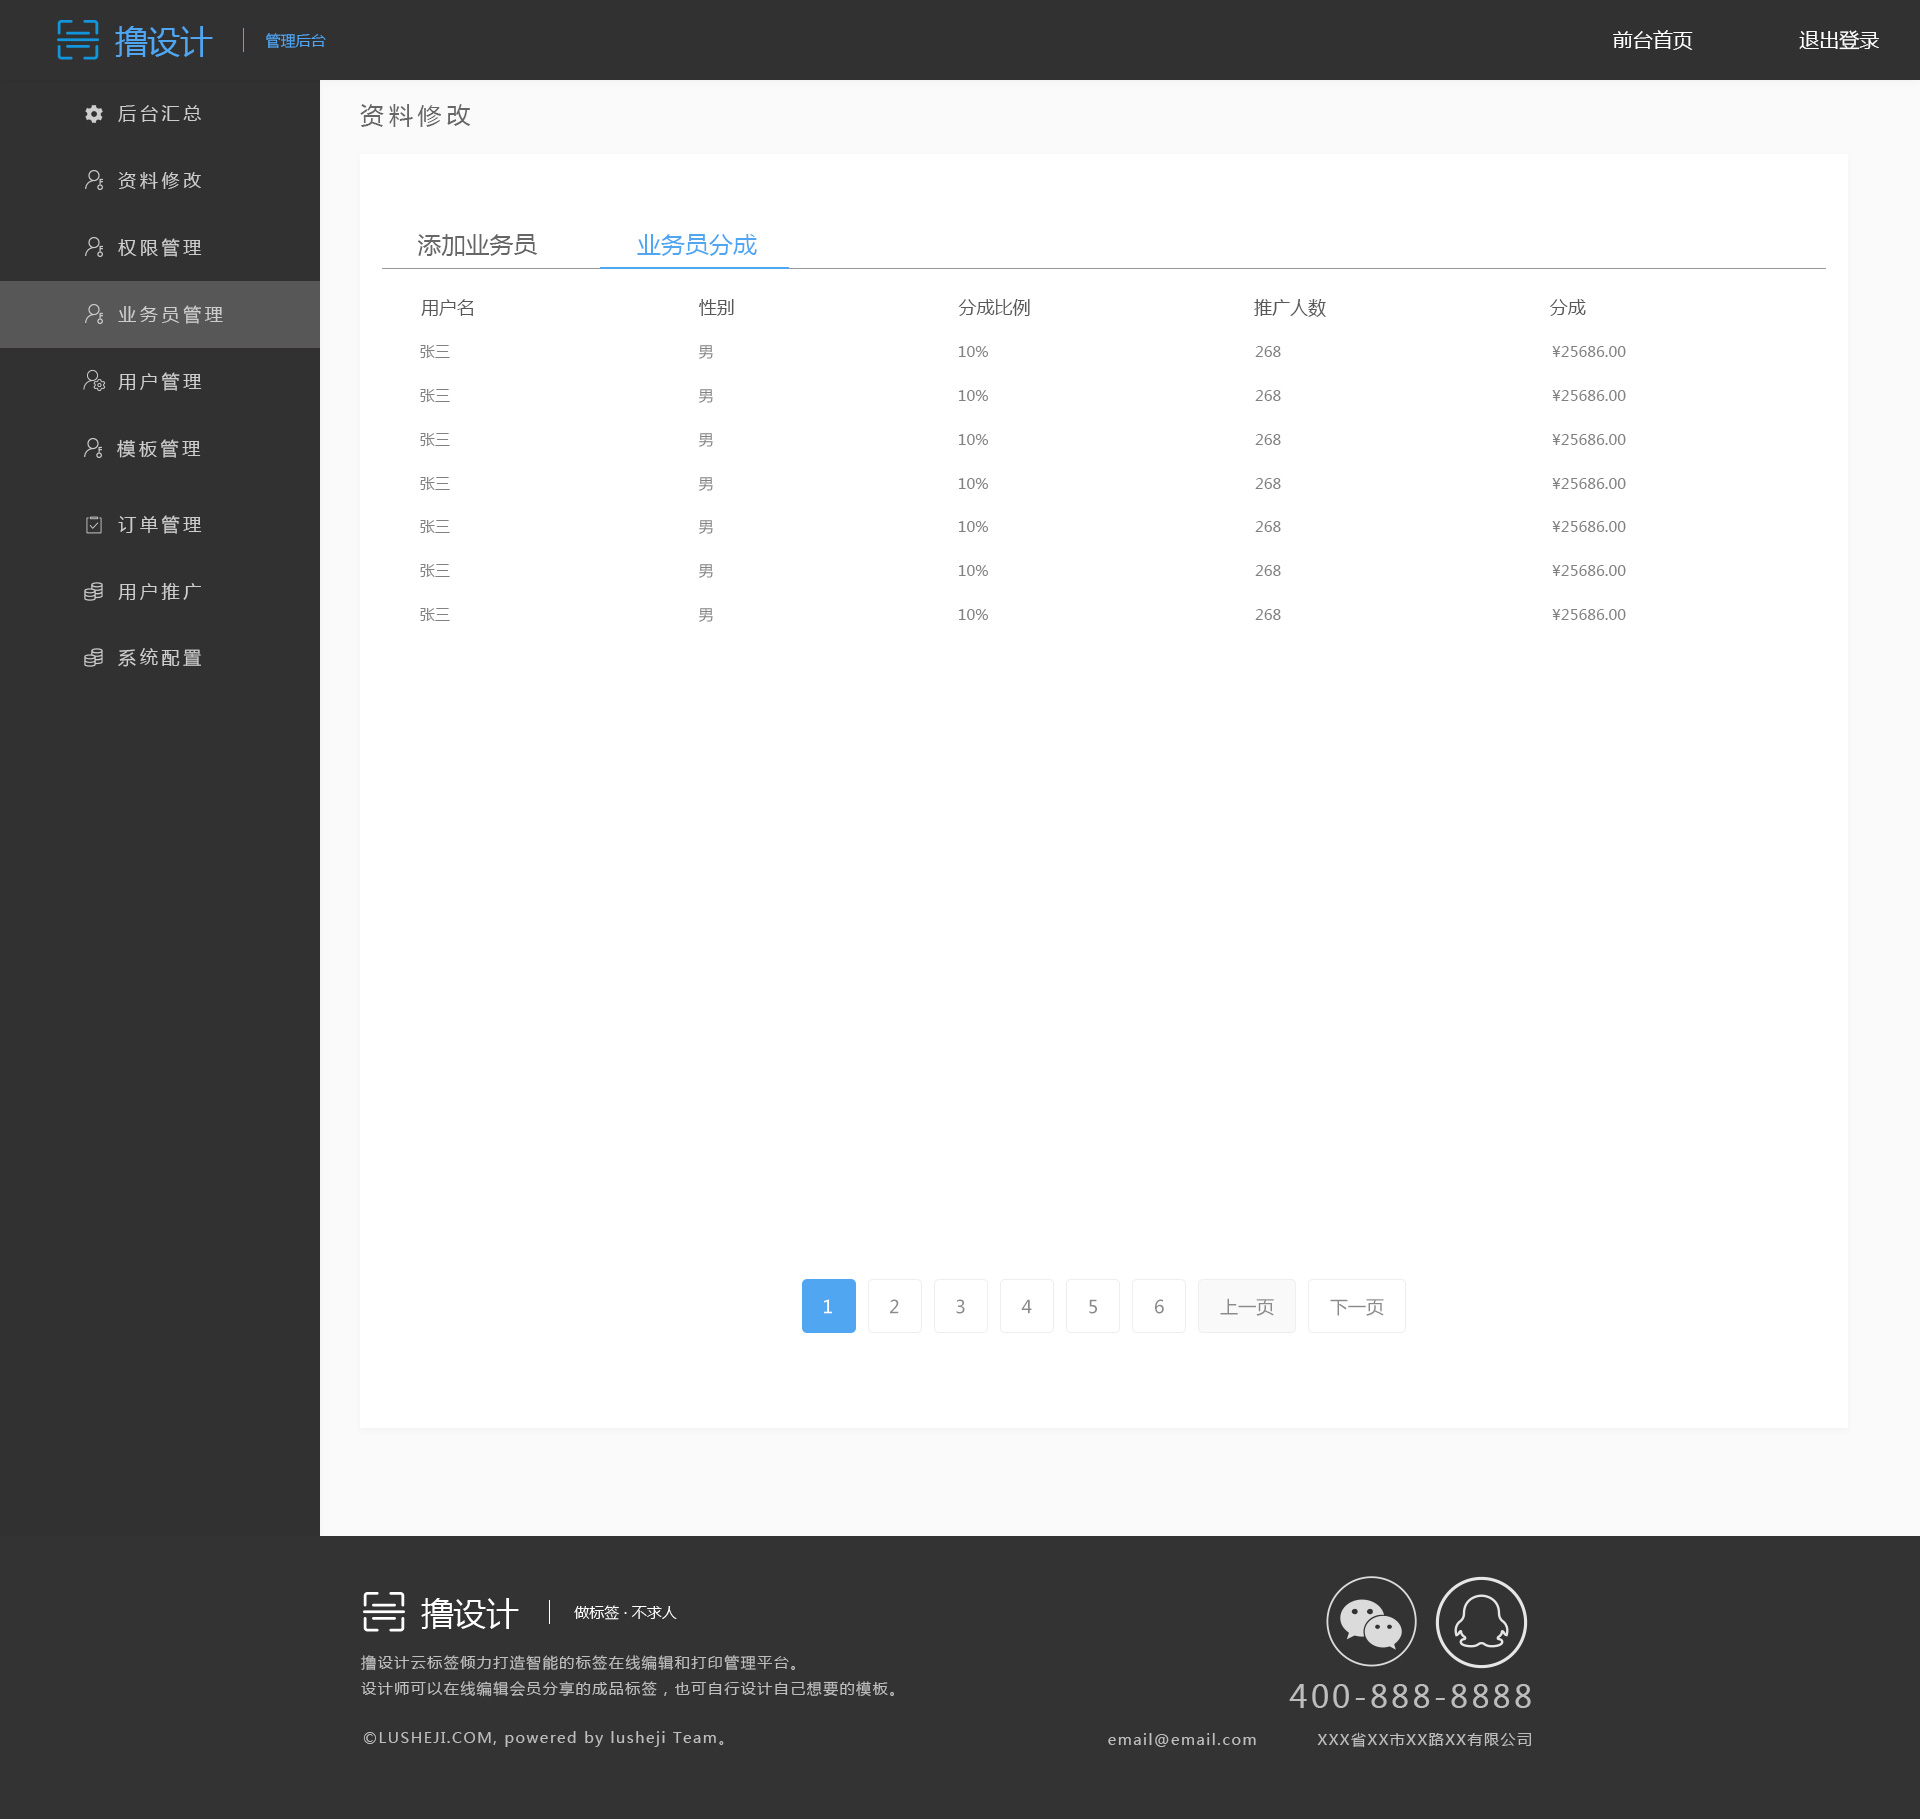 撸设计 管理后台 前台首页 退出登录
后台汇总
资料修改
权限管理
业务员管理
用户管理
模板管理
订单管理
用户推广
系统配置
资料修改
添加业务员 业务员分成
用户名 性别 分成比例 推广人数 分成
张三 男 10% 268 ¥25686.00
张三 男 10% 268 ¥25686.00
张三 男 10% 268 ¥25686.00
张三 男 10% 268 ¥25686.00
张三 男 10% 268 ¥25686.00
张三 男 10% 268 ¥25686.00
张三 男 10% 268 ¥25686.00
1 2 3 4 5 6 上一页 下一页
撸设计 做标签 · 不求人
撸设计云标签倾力打造智能的标签在线编辑和打印管理平台。
设计师可以在线编辑会员分享的成品标签，也可自行设计自己想要的模板。
©LUSHEJI.COM, powered by lusheji Team。
400-888-8888
email@email.com XXX省XX市XX路XX有限公司